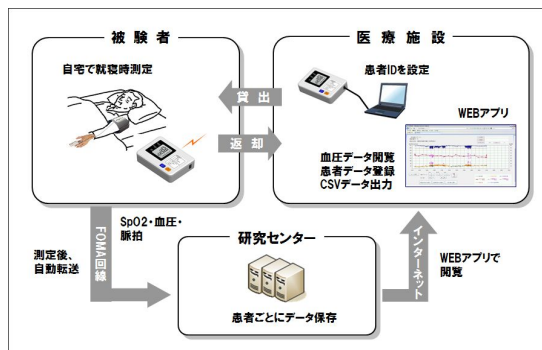 被験者
自宅で就寝時測定
医療施設
患者IDを設定
WEBアプリ
血圧データ閲覧
患者データ登録
CSVデータ出力
貸出
返却
FOMA回線
SpO2・血圧・
脈拍
測定後、
自動転送
研究センター
患者ごとにデータ保存
インターネット
WEBアプリで
閲覧